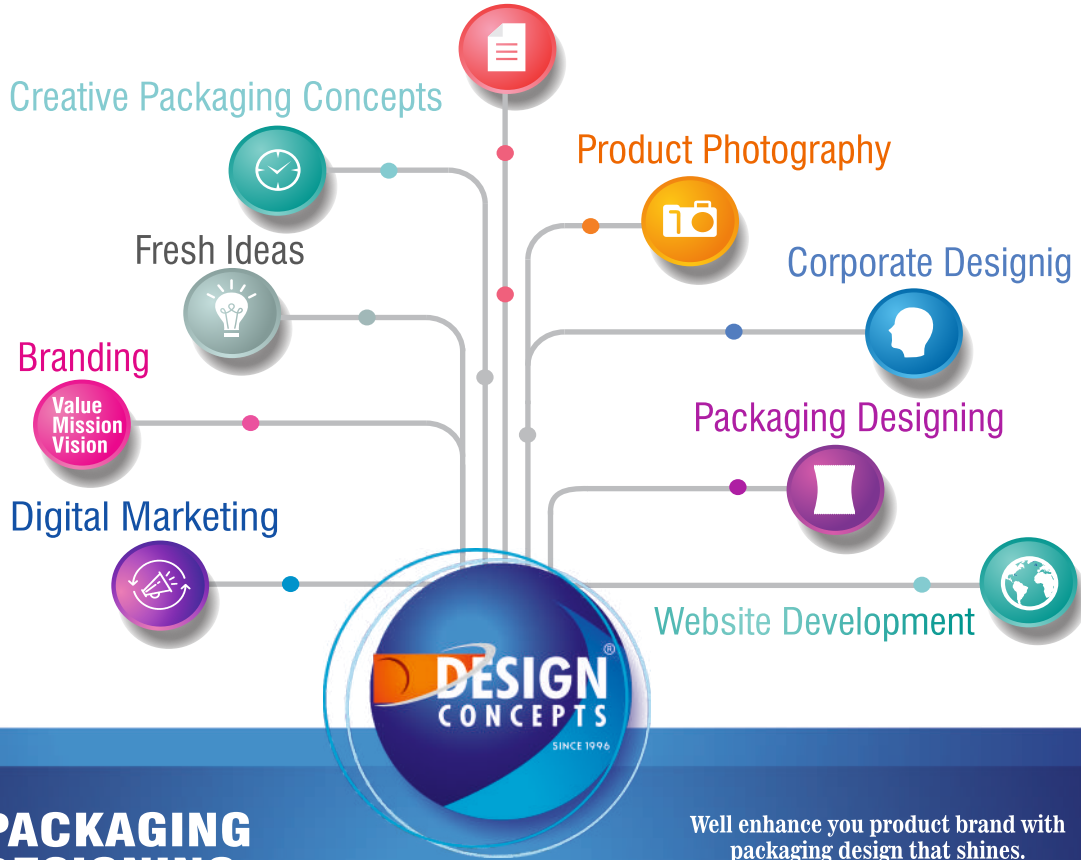 Creative Packaging Concepts
Product Photography
Fresh Ideas
Corporate Designig
Branding
Value
Mission
Vision
Packaging Designing
Digital Marketing
Website Development
DESIGN®
CONCEPTS
SINCE 1996
PACKAGING
DESIGNING
Well enhance you product brand with
packaging design that shines.